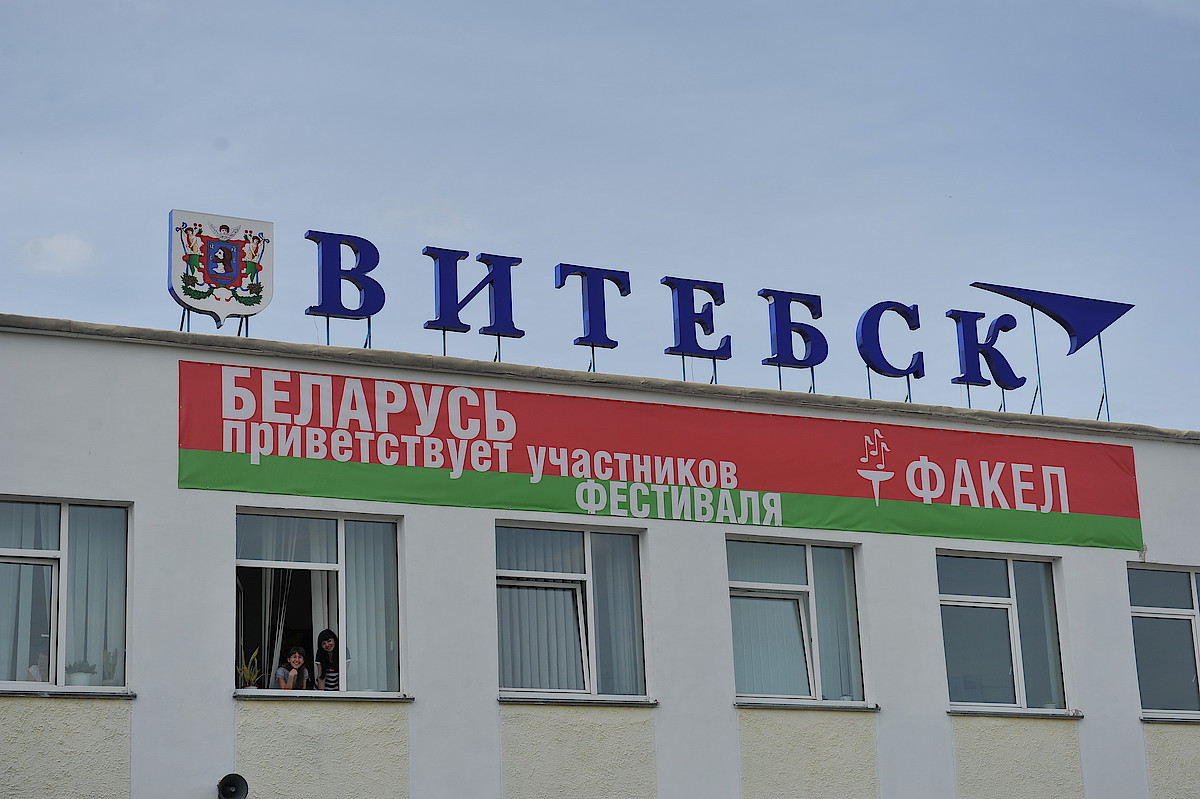 ВИТЕБСК
БЕЛАРУСЬ
приветствует участников
ФЕСТИВАЛЯ
ФАКЕЛ